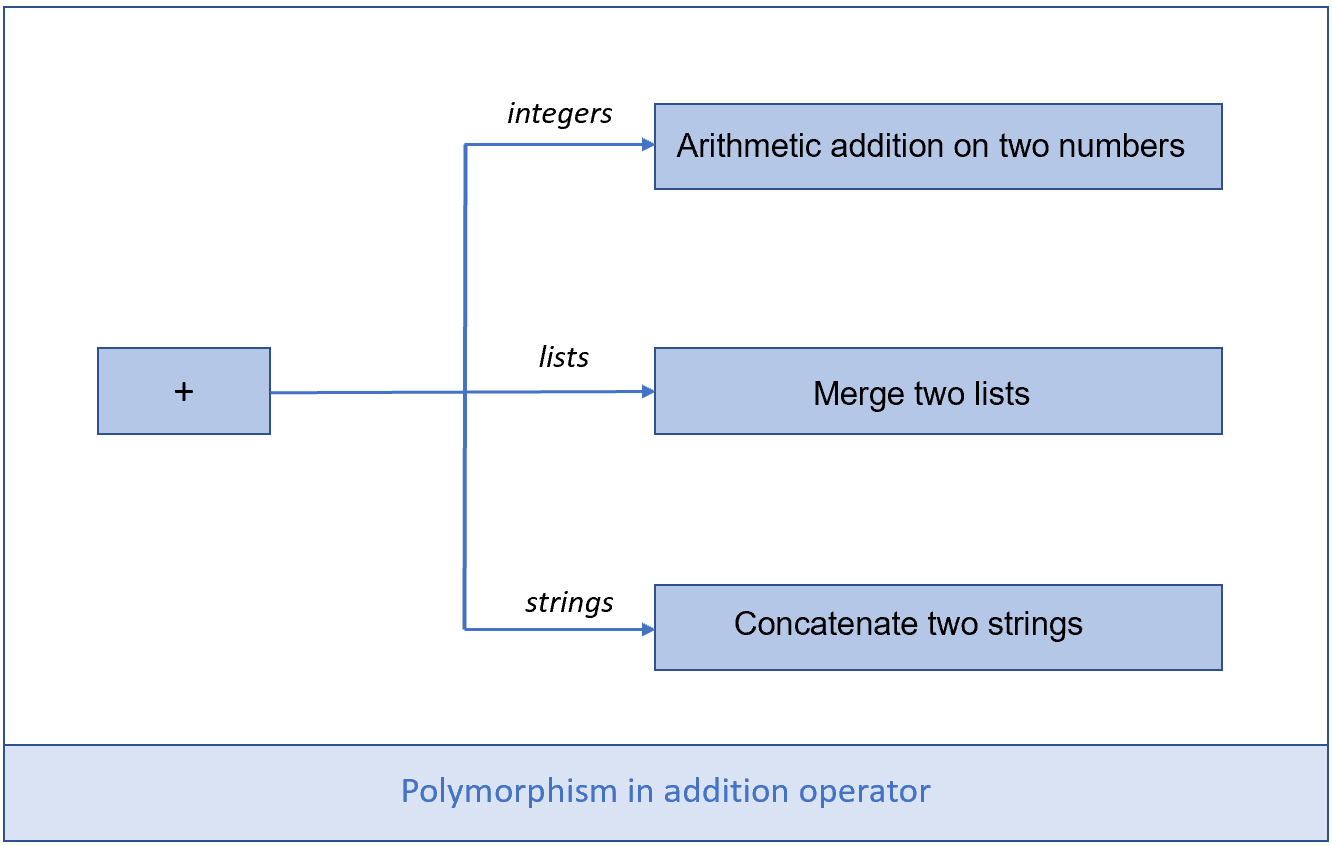 integers
Arithmetic addition on two numbers
+
lists
Merge two lists
strings
Concatenate two strings
Polymorphism in addition operator